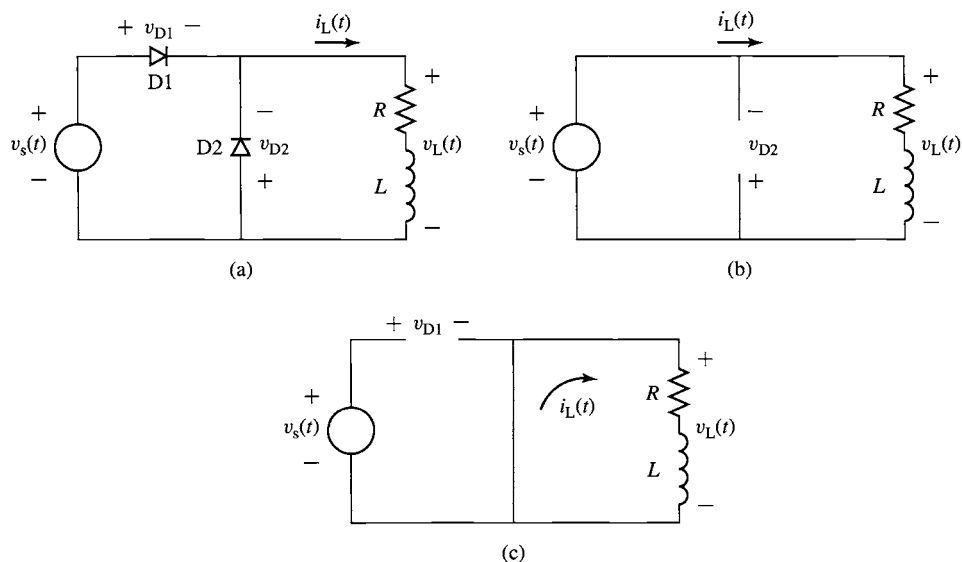 + v_D1 −
i_L(t)
D1
+
v_s(t)
−
−
D2
v_D2
+
+
R
v_L(t)
L
−
(a)
i_L(t)
+
v_s(t)
−
−
v_D2
+
+
R
v_L(t)
L
−
(b)
+ v_D1 −
+
v_s(t)
−
i_L(t)
+
R
v_L(t)
L
−
(c)